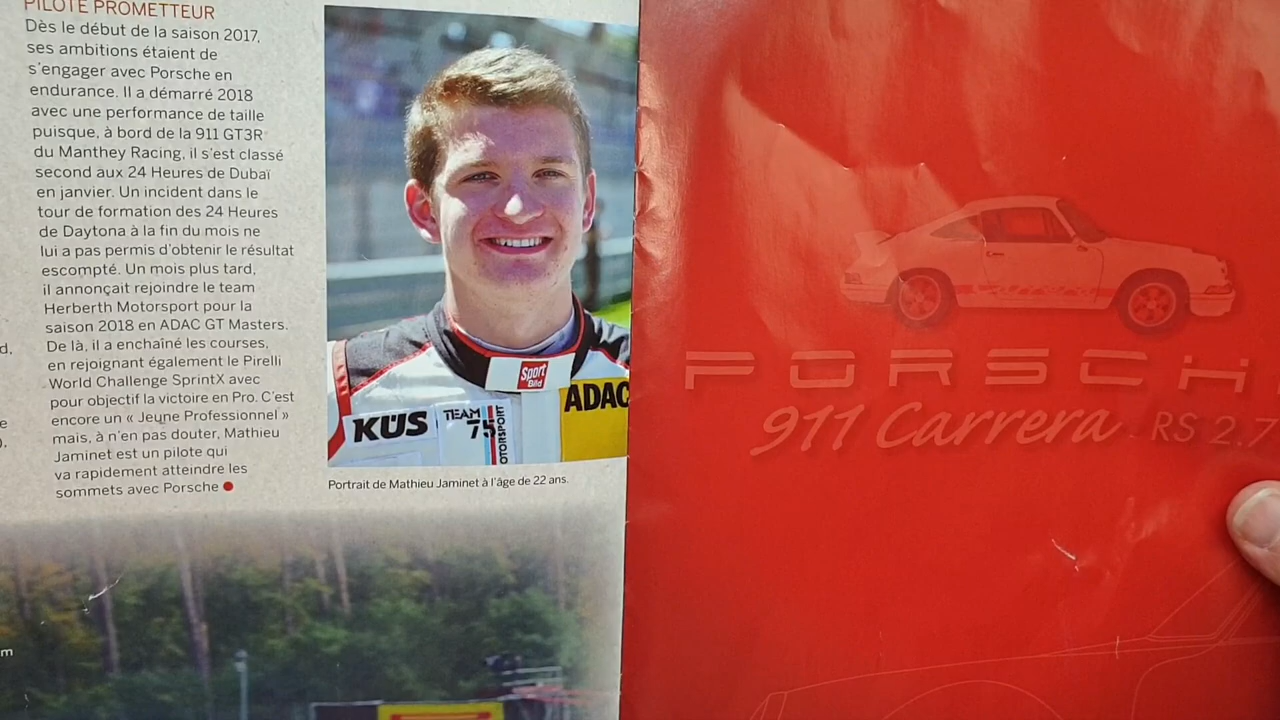 PILOTE PROMETTEUR
Dès le début de la saison 2017,
ses ambitions étaient de
s'engager avec Porsche en
endurance. Il a démarré 2018
avec une performance de taille
puisque, à bord de la 911 GT3R
du Manthey Racing, il s'est classé
second aux 24 Heures de Dubaï
en janvier. Un incident dans le
tour de formation des 24 Heures
de Daytona à la fin du mois ne
lui a pas permis d'obtenir le résultat
escompté. Un mois plus tard,
il annonçait rejoindre le team
Herberth Motorsport pour la
saison 2018 en ADAC GT Masters.
De là, il a enchaîné les courses,
en rejoignant également le Pirelli
World Challenge SprintX avec
pour objectif la victoire en Pro. C'est
encore un « Jeune Professionnel »
mais, à n'en pas douter, Mathieu
Jaminet est un pilote qui
va rapidement atteindre les
sommets avec Porsche
Sport
Bild
ADAC
KÜS
TEAM
75
MOTORSPORT
Portrait de Mathieu Jaminet à l'âge de 22 ans.
PORSCH
911 Carrera RS 2.7
d,
e
).
m